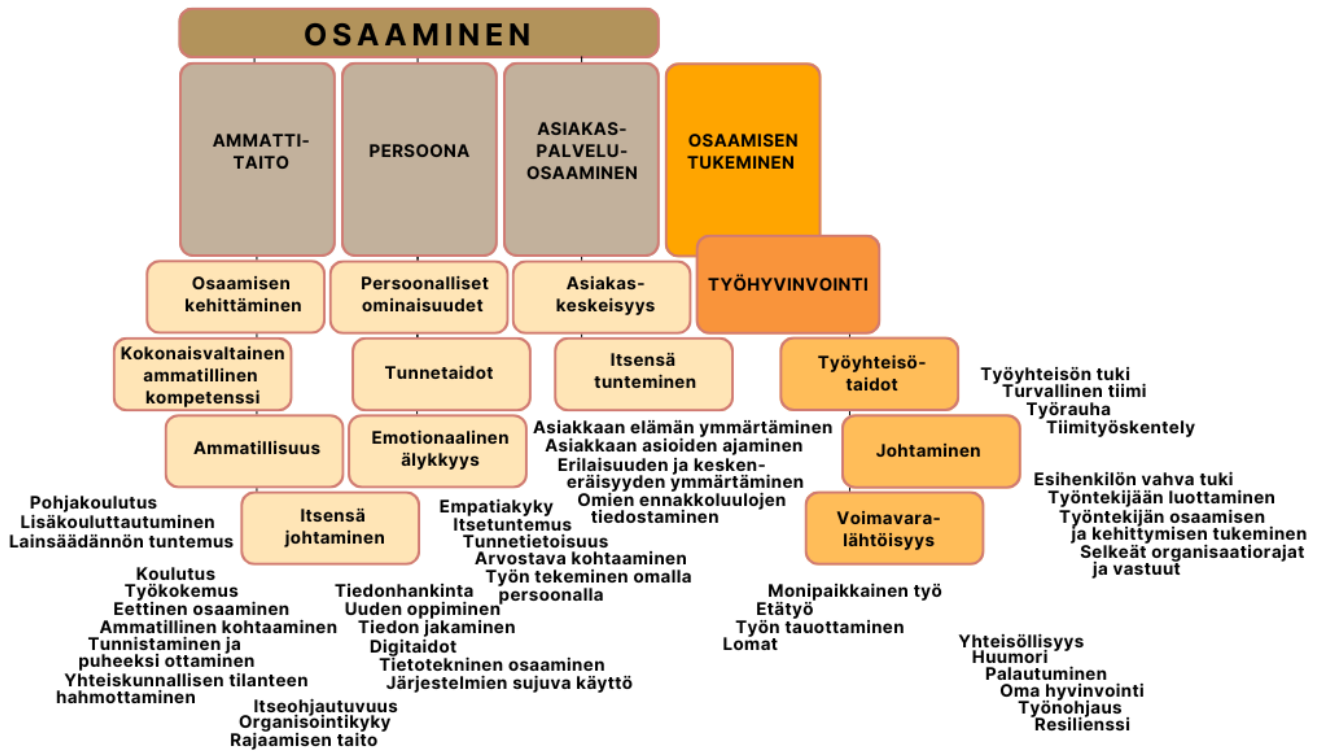 OSAAMINEN
AMMATTI-
TAITO
PERSOONA
ASIAKAS-
PALVELU-
OSAAMINEN
OSAAMISEN
TUKEMINEN
Osaamisen
kehittäminen
Persoonalliset
ominaisuudet
Asiakas-
keskeisyys
TYÖHYVINVOINTI
Kokonaisvaltainen
ammatillinen
kompetenssi
Tunnetaidot
Itsensä
tunteminen
Työyhteisö-
taidot
Ammatillisuus
Emotionaalinen
älykkyys
Johtaminen
Itsensä
johtaminen
Voimavara-
lähtöisyys
Työyhteisön tuki
Turvallinen tiimi
Työrauha
Tiimityöskentely
Asiakkaan elämän ymmärtäminen
Asiakkaan asioiden ajaminen
Erilaisuuden ja kesken-
eräisyyden ymmärtäminen
Omien ennakkoluulojen
tiedostaminen
Esihenkilön vahva tuki
Työntekijään luottaminen
Työntekijän osaamisen
ja kehittymisen tukeminen
Selkeät organisaatiorajat
ja vastuut
Pohjakoulutus
Lisäkouluttautuminen
Lainsäädännön tuntemus
Empatiakyky
Itsetuntemus
Tunnetietoisuus
Arvostava kohtaaminen
Työn tekeminen omalla
persoonalla
Koulutus
Työkokemus
Eettinen osaaminen
Ammatillinen kohtaaminen
Tunnistaminen ja
puheeksi ottaminen
Yhteiskunnallisen tilanteen
hahmottaminen
Tiedonhankinta
Uuden oppiminen
Tiedon jakaminen
Digitaidot
Tietotekninen osaaminen
Järjestelmien sujuva käyttö
Monipaikkainen työ
Etätyö
Työn tauottaminen
Lomat
Yhteisöllisyys
Huumori
Palautuminen
Oma hyvinvointi
Työnohjaus
Resilienssi
Itseohjautuvuus
Organisointikyky
Rajaamisen taito